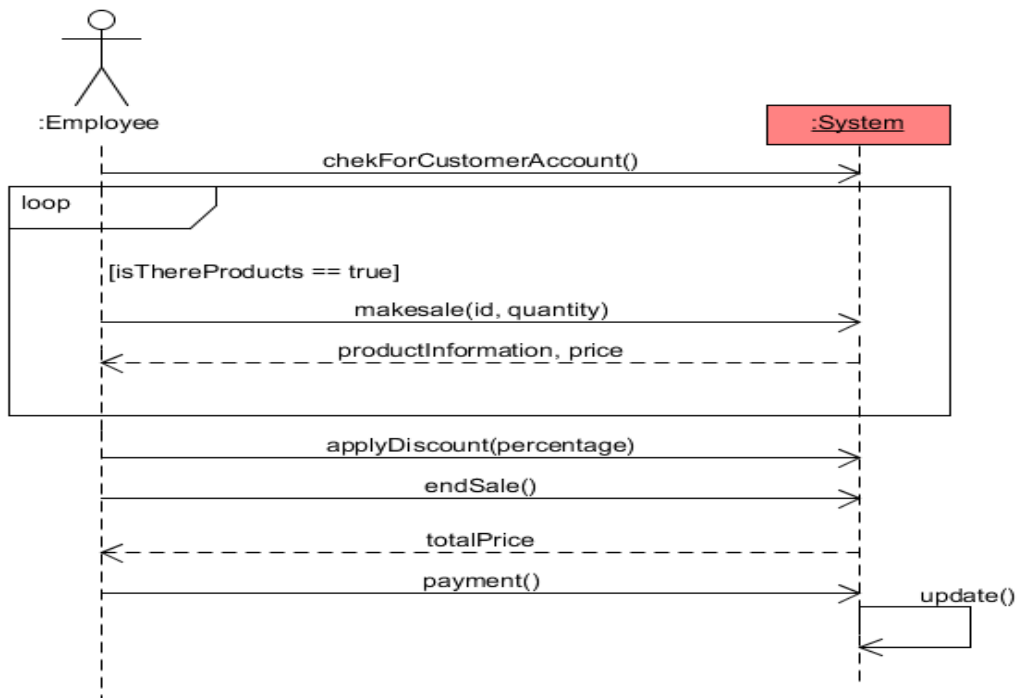 :Employee
:System
chekForCustomerAccount()
loop
[isThereProducts == true]
makesale(id, quantity)
productInformation, price
applyDiscount(percentage)
endSale()
totalPrice
payment()
update()